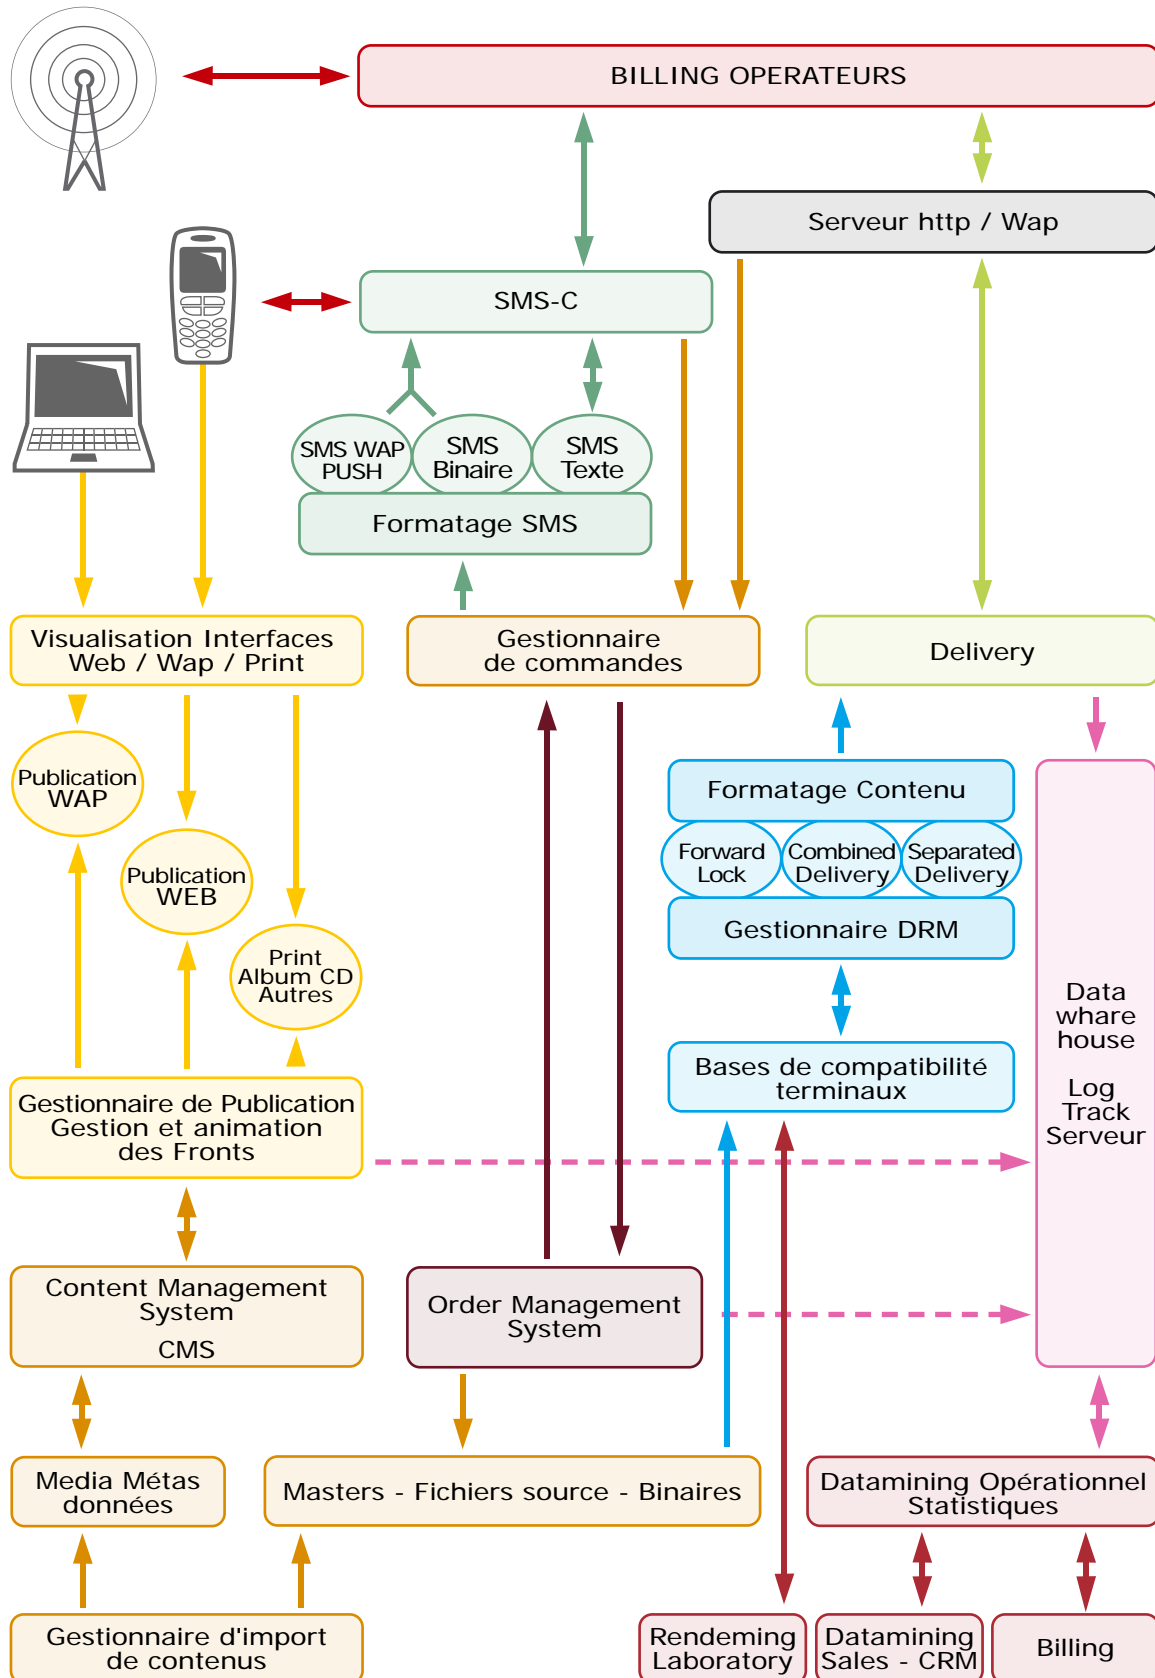 BILLING OPERATEURS
Serveur http / Wap
SMS-C
SMS WAP
PUSH
SMS
Binaire
SMS
Texte
Formatage SMS
Visualisation Interfaces
Web / Wap / Print
Gestionnaire
de commandes
Delivery
Publication
WAP
Publication
WEB
Print
Album CD
Autres
Formatage Contenu
Forward
Lock
Combined
Delivery
Separated
Delivery
Gestionnaire DRM
Data
whare
house
Log
Track
Serveur
Bases de compatibilité
terminaux
Gestionnaire de Publication
Gestion et animation
des Fronts
Content Management
System
CMS
Order Management
System
Media Métas
données
Masters - Fichiers source - Binaires
Datamining Opérationnel
Statistiques
Gestionnaire d'import
de contenus
Rendeming
Laboratory
Datamining
Sales - CRM
Billing